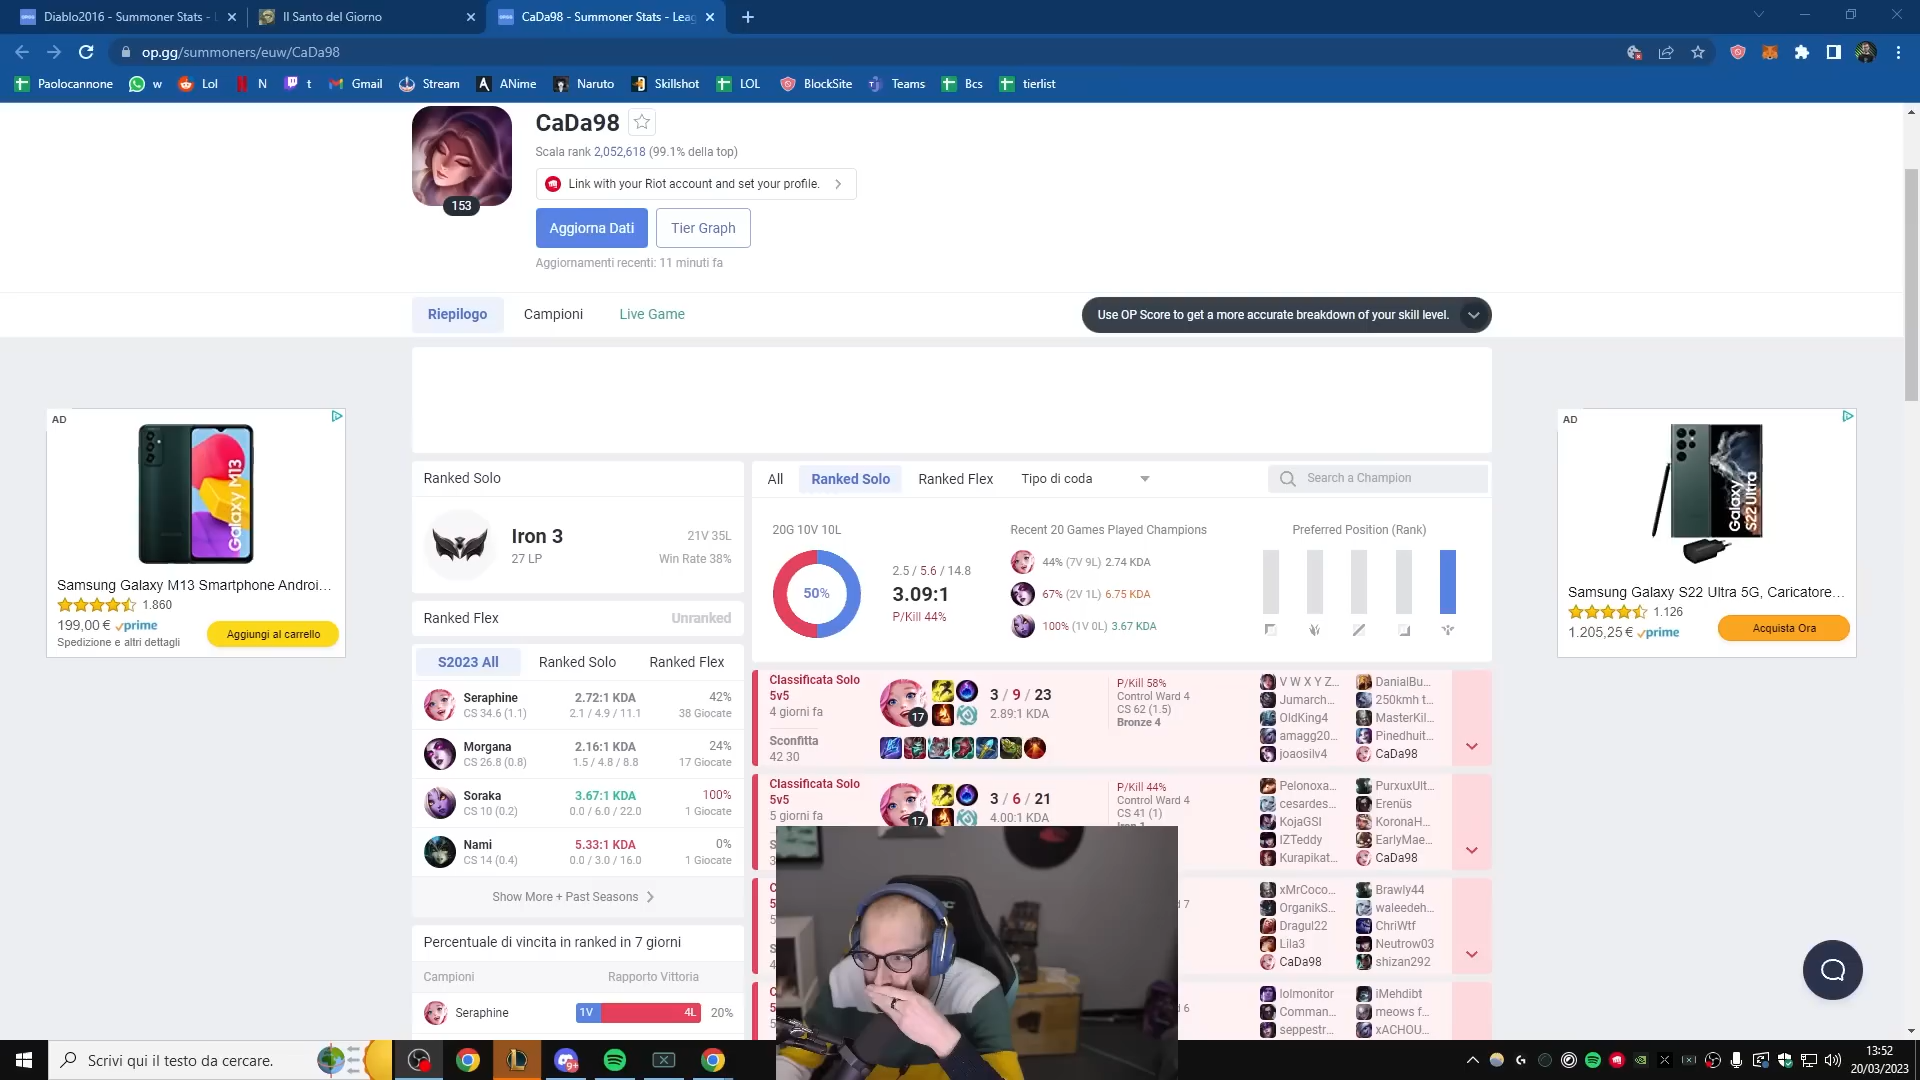 Diablo2016 - Summoner Stats - L
Il Santo del Giorno
CaDa98 - Summoner Stats - Leag
op.gg/summoners/euw/CaDa98
Paolocannone
w
Lol
N
t
Gmail
Stream
ANime
Naruto
Skillshot
LOL
BlockSite
Teams
Bcs
tierlist
CaDa98
Scala rank 2,052,618 (99.1% della top)
Link with your Riot account and set your profile.
153
Aggiorna Dati
Tier Graph
Aggiornamenti recenti: 11 minuti fa
Riepilogo
Campioni
Live Game
Use OP Score to get a more accurate breakdown of your skill level.
AD
Galaxy M13
Samsung Galaxy M13 Smartphone Androi...
1.860
199,00 € prime
Spedizione e altri dettagli
Aggiungi al carrello
Ranked Solo
Iron 3
27 LP
21V 35L
Win Rate 38%
Ranked Flex
Unranked
S2023 All
Ranked Solo
Ranked Flex
Seraphine
CS 34.6 (1.1)
2.72:1 KDA
2.1 / 4.9 / 11.1
42%
38 Giocate
Morgana
CS 26.8 (0.8)
2.16:1 KDA
1.5 / 4.8 / 8.8
24%
17 Giocate
Soraka
CS 10 (0.2)
3.67:1 KDA
0.0 / 6.0 / 22.0
100%
1 Giocate
Nami
CS 14 (0.4)
5.33:1 KDA
0.0 / 3.0 / 16.0
0%
1 Giocate
Show More + Past Seasons
Percentuale di vincita in ranked in 7 giorni
Campioni
Rapporto Vittoria
Seraphine
1V
4L
20%
All
Ranked Solo
Ranked Flex
Tipo di coda
Search a Champion
20G 10V 10L
50%
2.5 / 5.6 / 14.8
3.09:1
P/Kill 44%
Recent 20 Games Played Champions
44% (7V 9L) 2.74 KDA
67% (2V 1L) 6.75 KDA
100% (1V 0L) 3.67 KDA
Preferred Position (Rank)
Classificata Solo
5v5
4 giorni fa
Sconfitta
42 30
17
3 / 9 / 23
2.89:1 KDA
P/Kill 58%
Control Ward 4
CS 62 (1.5)
Bronze 4
V W X Y Z...
Jumarch...
OldKing4
amagg20...
joaosilv4
DanialBu...
250kmh t...
MasterKil...
Pinedhuit...
CaDa98
Classificata Solo
5v5
5 giorni fa
17
3 / 6 / 21
4.00:1 KDA
P/Kill 44%
Control Ward 4
CS 41 (1)
Pelonoxa...
cesardes...
KojaGSI
IZTeddy
Kurapikat...
PurxuxUlt...
Erenüs
KoronaH...
EarlyMae...
CaDa98
d 7
xMrCoco...
OrganikS...
Dragul22
Lila3
CaDa98
Brawly44
waleedeh...
ChriWtf
Neutrow03
shizan292
d 6
lolmonitor
Comman...
seppestr...
iMehdibt
meows f...
xACHOU...
AD
Galaxy
S22 Ultra
Samsung Galaxy S22 Ultra 5G, Caricatore...
1.126
1.205,25 € prime
Acquista Ora
Scrivi qui il testo da cercare.
9+
13:52
20/03/2023